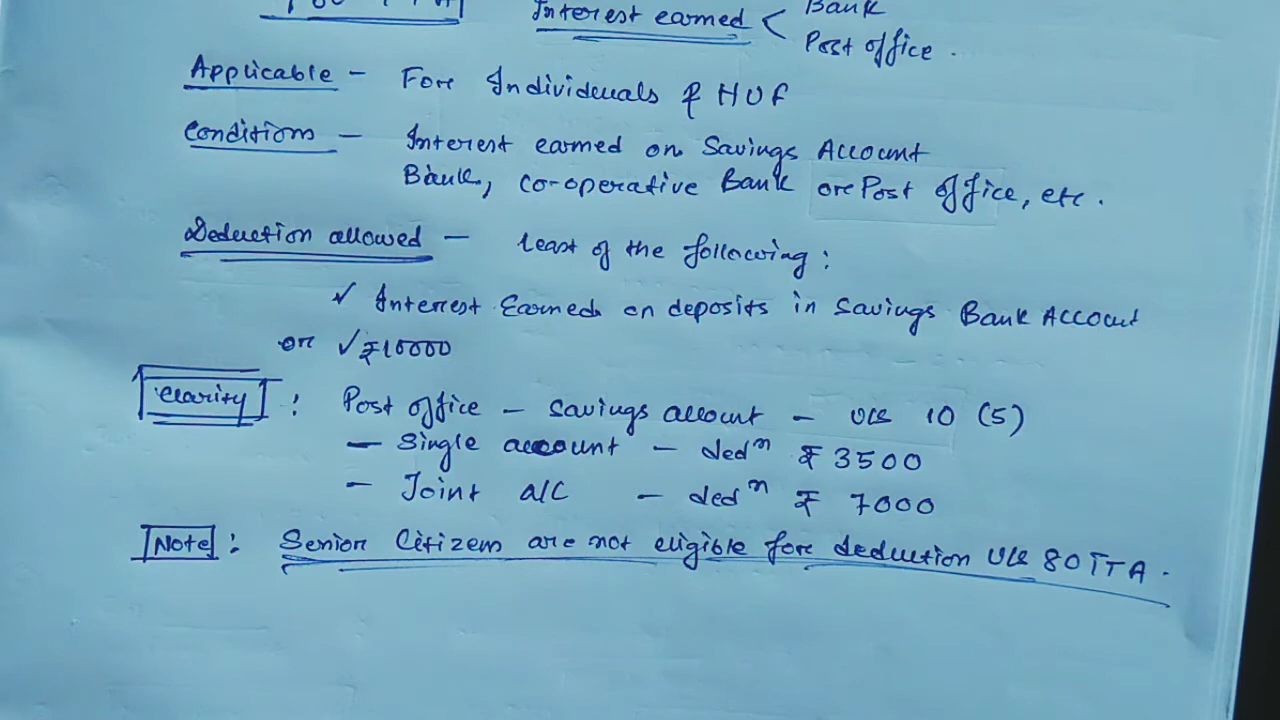 Interest earned < Bank
Post office .
Applicable - For Individuals & HUF
Conditions - Interest earned on Savings Account
Bank, co-operative Bank or Post office, etc.
Deduction allowed - least of the following :
✓ Interest Earned on deposits in Savings Bank Account
or ✓ ₹10000
Clarity : Post office - savings account - U/s 10 (5)
- Single account - dedⁿ ₹ 3500
- Joint a/c - dedⁿ ₹ 7000
Note : Senior Citizen are not eligible for deduction U/s 80TTA.